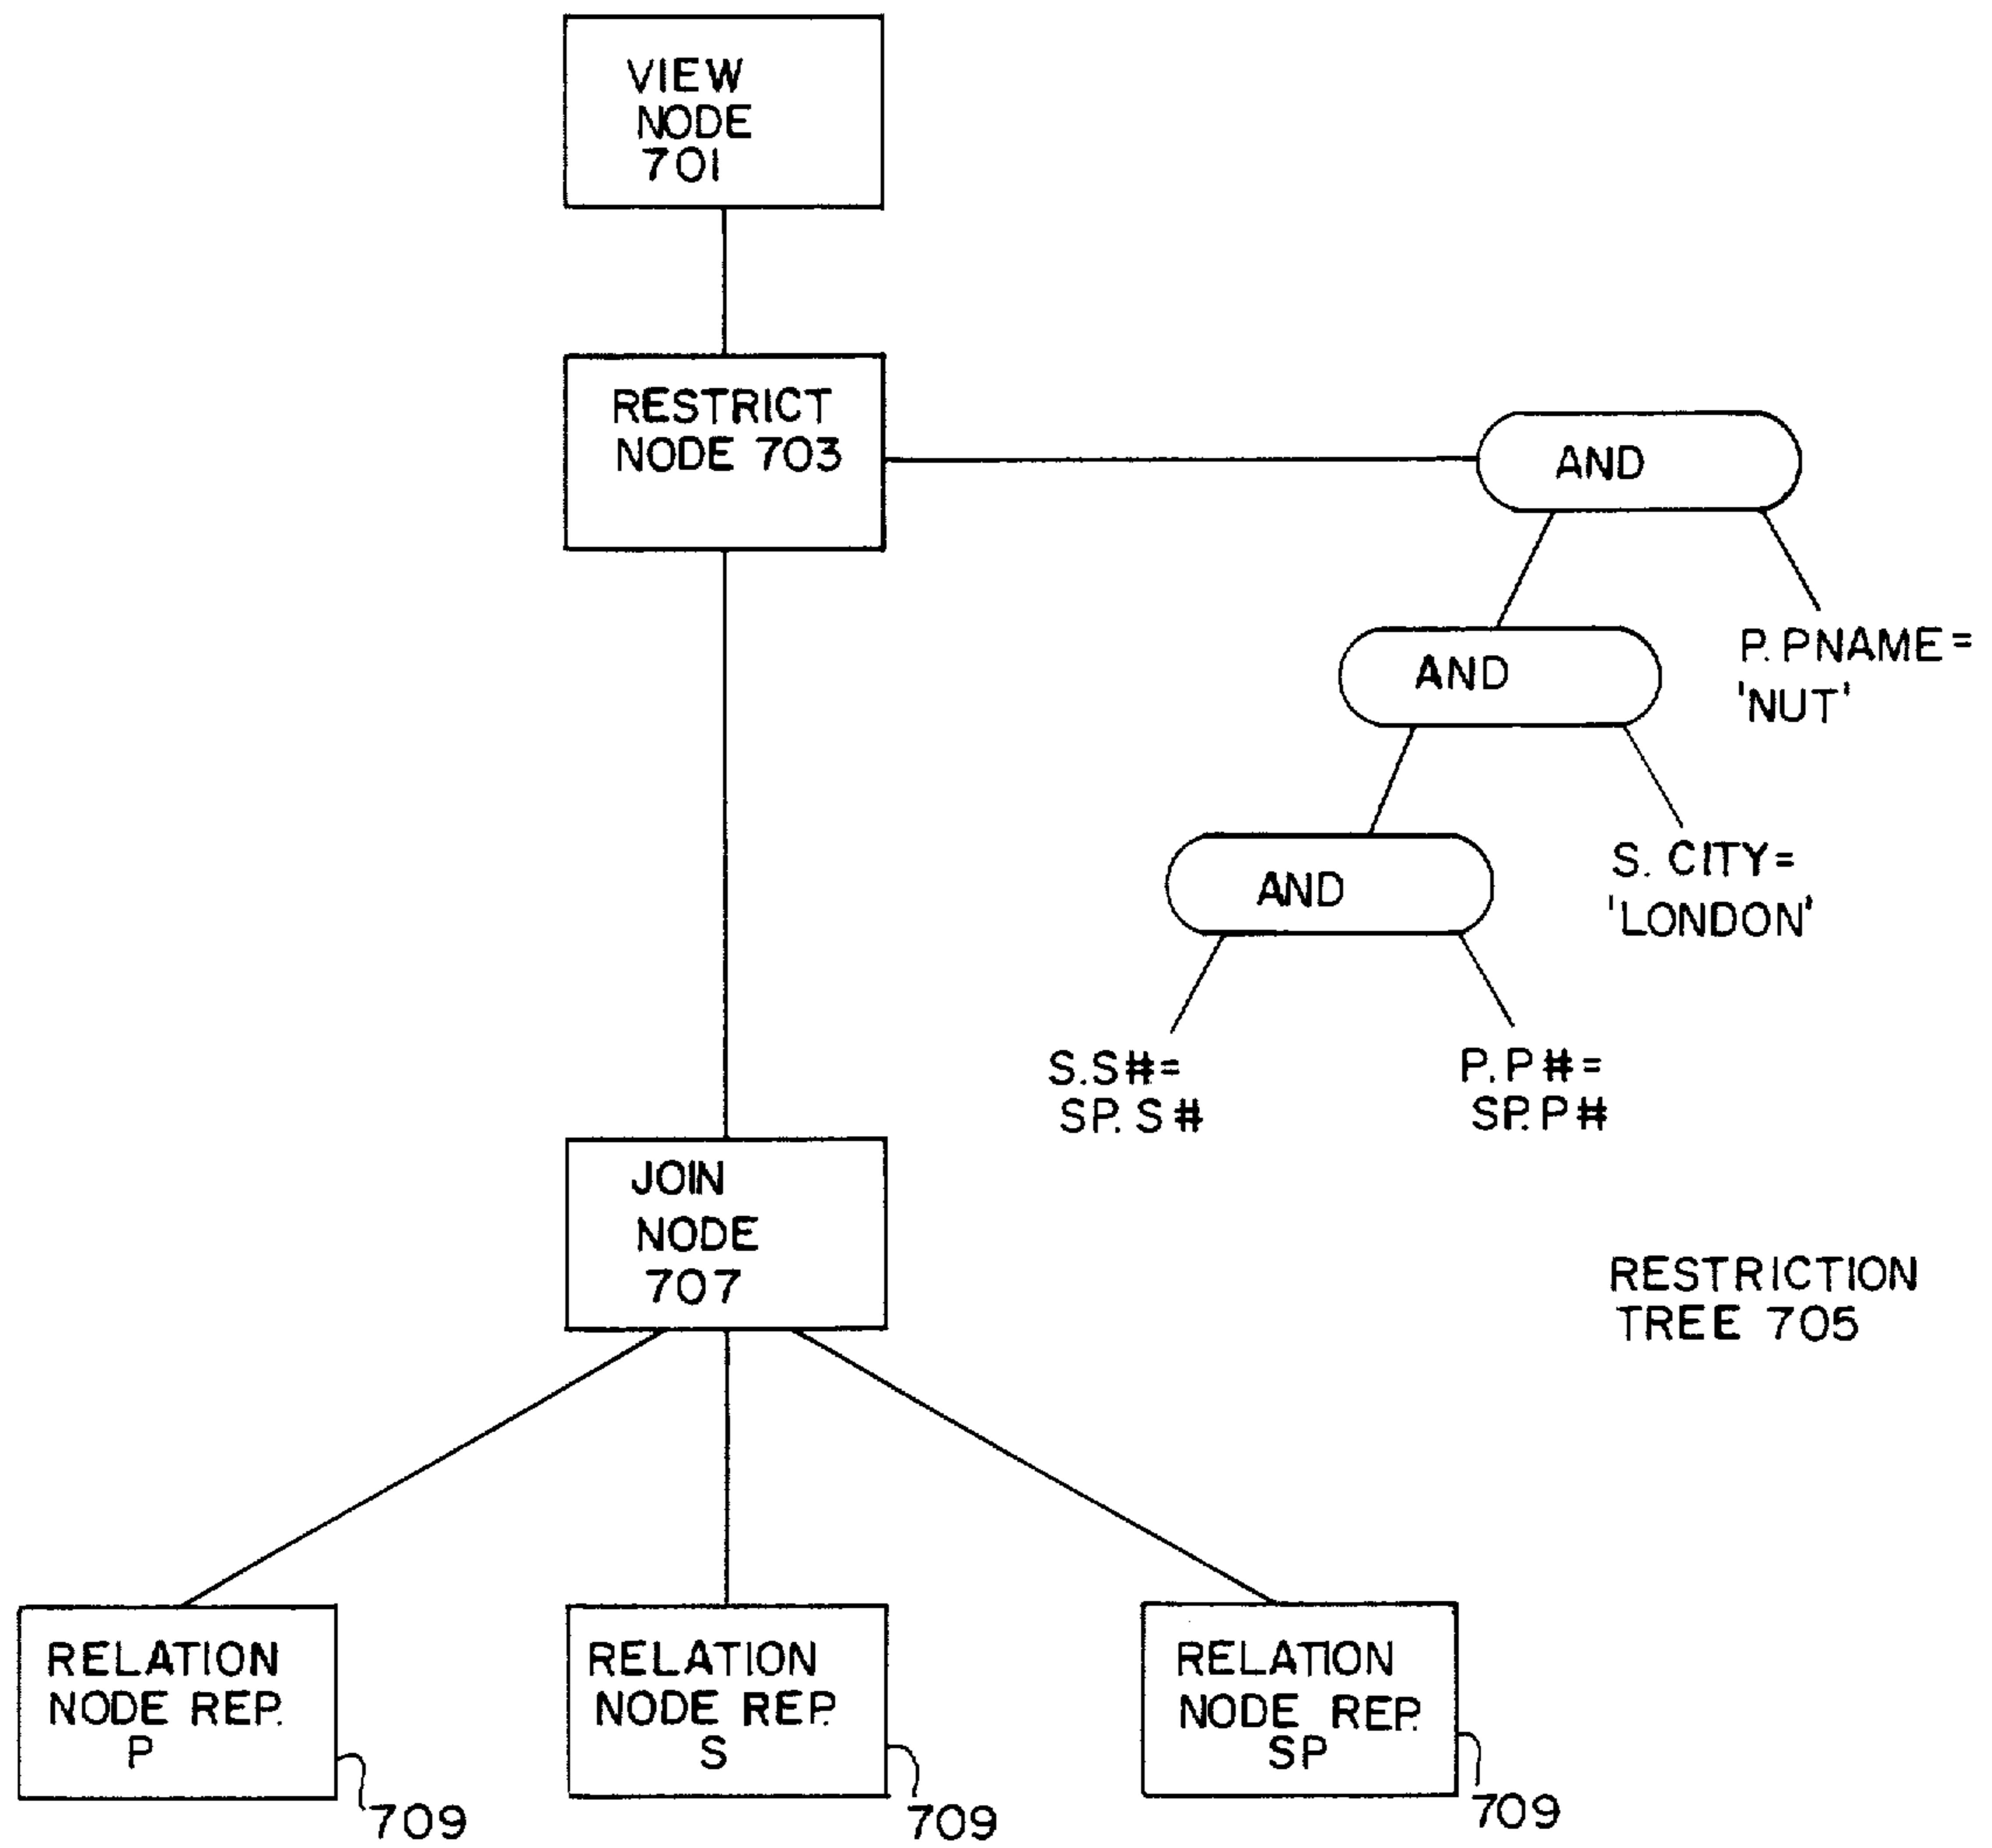 VIEW
NODE
701
RESTRICT
NODE 703
AND
AND
P.PNAME=
'NUT'
AND
S. CITY=
'LONDON'
S.S#=
SP.S#
P.P#=
SP.P#
JOIN
NODE
707
RESTRICTION
TREE 705
RELATION
NODE REP.
P
709
RELATION
NODE REP.
S
709
RELATION
NODE REP.
SP
709